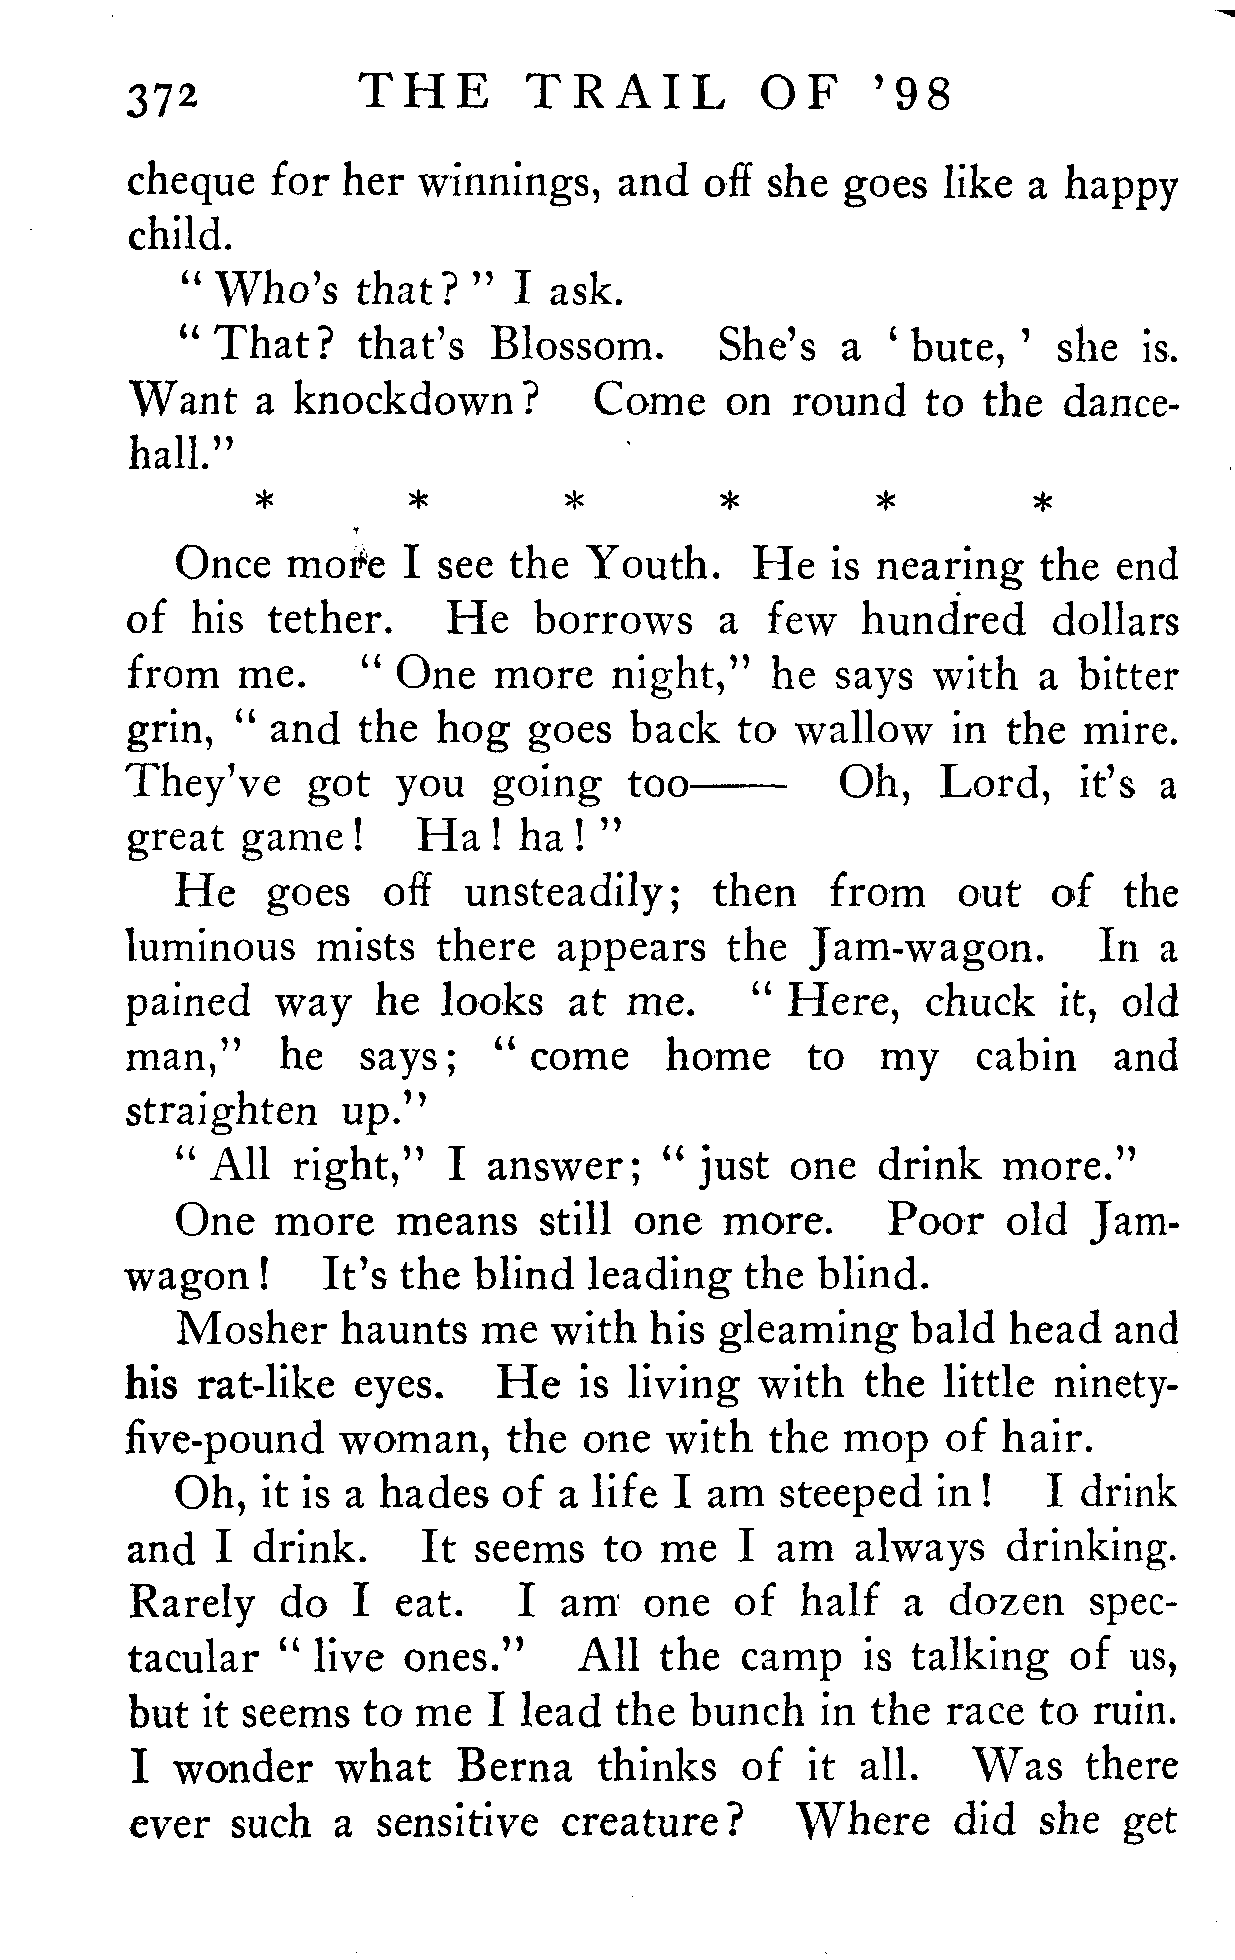 372 THE TRAIL OF '98
cheque for her winnings, and off she goes like a happy
child.
“ Who's that ? ” I ask.
“ That ? that's Blossom. She's a ‘ bute, ’ she is.
Want a knockdown ? Come on round to the dance-
hall.”
* * * * * *
Once more I see the Youth. He is nearing the end
of his tether. He borrows a few hundred dollars
from me. “ One more night,” he says with a bitter
grin, “ and the hog goes back to wallow in the mire.
They've got you going too—— Oh, Lord, it's a
great game ! Ha ! ha ! ”
He goes off unsteadily ; then from out of the
luminous mists there appears the Jam-wagon. In a
pained way he looks at me. “ Here, chuck it, old
man,” he says ; “ come home to my cabin and
straighten up.”
“ All right,” I answer ; “ just one drink more.”
One more means still one more. Poor old Jam-
wagon ! It's the blind leading the blind.
Mosher haunts me with his gleaming bald head and
his rat-like eyes. He is living with the little ninety-
five-pound woman, the one with the mop of hair.
Oh, it is a hades of a life I am steeped in ! I drink
and I drink. It seems to me I am always drinking.
Rarely do I eat. I am one of half a dozen spec-
tacular “ live ones.” All the camp is talking of us,
but it seems to me I lead the bunch in the race to ruin.
I wonder what Berna thinks of it all. Was there
ever such a sensitive creature ? Where did she get